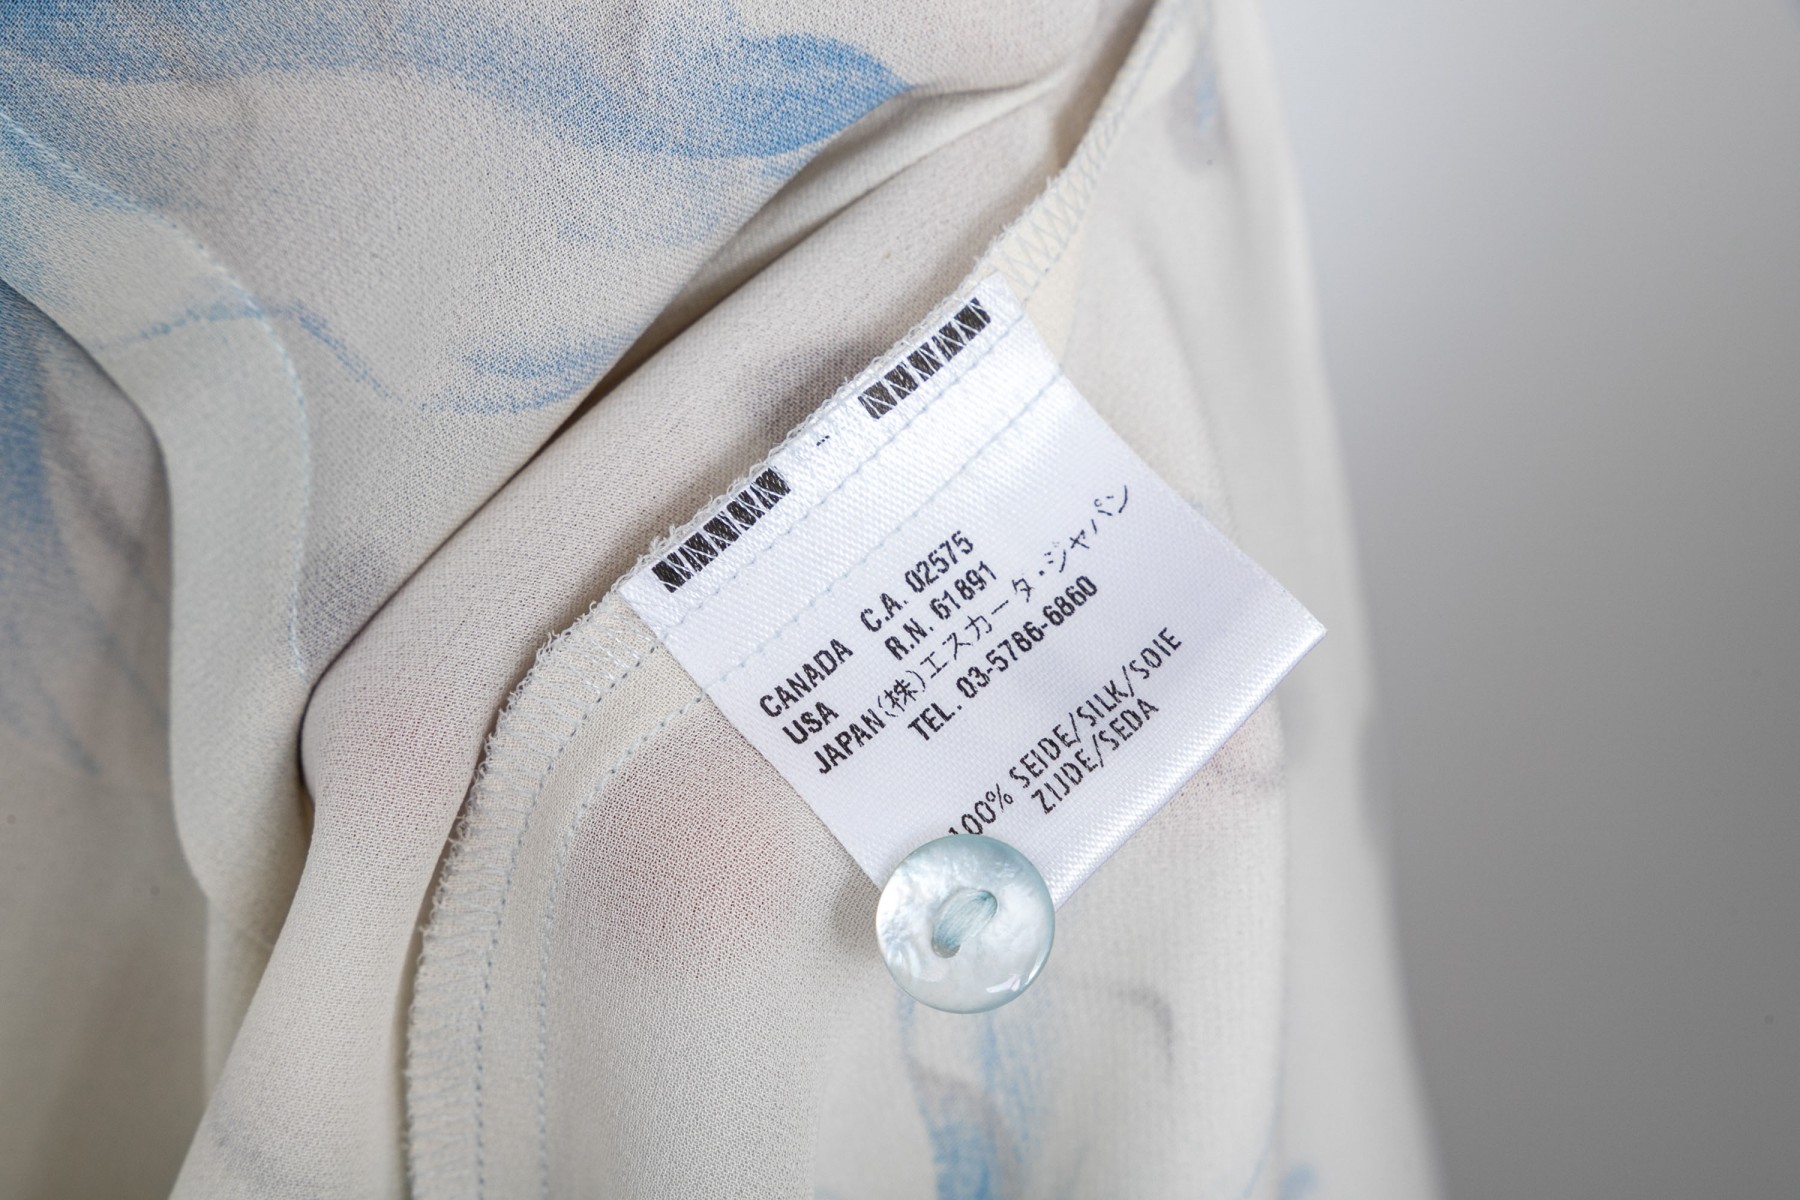 CANADA C.A. 02575
USA R.N. 61891
JAPAN (株)エスカータ・ジャパン
TEL. 03-5786-6860
100% SEIDE/SILK/SOIE
ZIJDE/SEDA